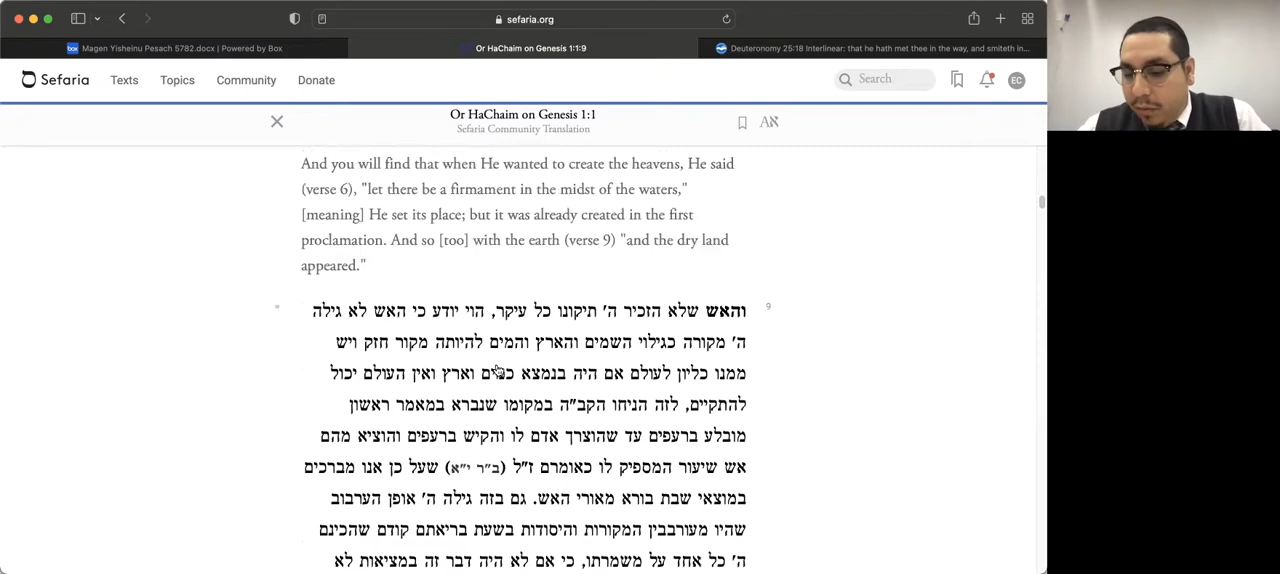 sefaria.org
Magen Yisheinu Pesach 5782.docx | Powered by Box
Or HaChaim on Genesis 1:1:9
Deuteronomy 25:18 Interlinear: that he hath met thee in the way, and smiteth in...
Sefaria
Texts
Topics
Community
Donate
Search
EC
Or HaChaim on Genesis 1:1
Sefaria Community Translation
Aא
And you will find that when He wanted to create the heavens, He said
(verse 6), "let there be a firmament in the midst of the waters,"
[meaning] He set its place; but it was already created in the first
proclamation. And so [too] with the earth (verse 9) "and the dry land
appeared."
9
והאש שלא הזכיר ה' תיקונו כל עיקר, הוי יודע כי האש לא גילה
ה' מקורה כגילוי השמים והארץ והמים להיותה מקור חזק ויש
ממנו כליון לעולם אם היה בנמצא וארץ ואין העולם יכול
להתקיים, לזה הניחו הקב"ה במקומו שנברא במאמר ראשון
מובלע ברעפים עד שהוצרך אדם לו והקיש ברעפים והוציא מהם
אש שיעור המספיק לו כאומרם ז"ל (ב"ר י"א) שעל כן אנו מברכים
במוצאי שבת בורא מאורי האש. גם בזה גילה ה' אופן הערבוב
שהיו מעורבבין המקורות והיסודות בשעת בריאתם קודם שהכינם
ה' כל אחד על משמרתו, כי אם לא היה דבר זה במציאות לא